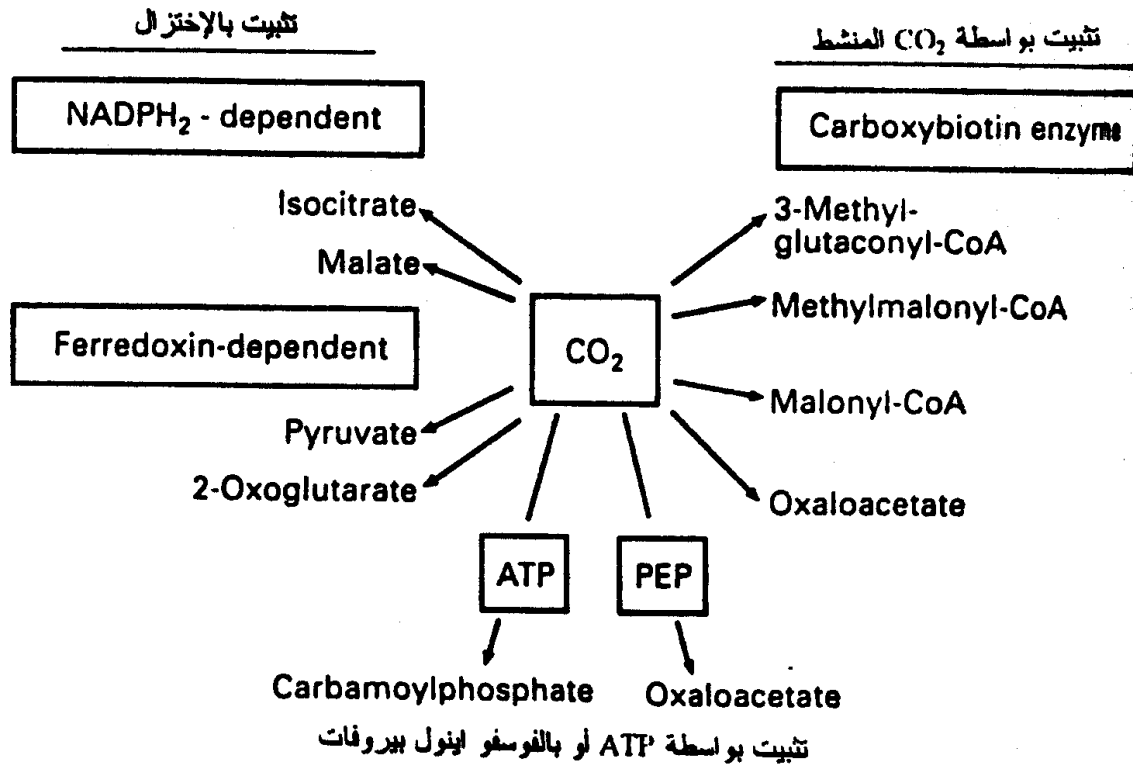 تثبيت بالإختزال
تثبيت بواسطة CO₂ المنشط
NADPH₂ - dependent
Carboxybiotin enzyme
Isocitrate
3-Methyl-
glutaconyl-CoA
Malate
Methylmalonyl-CoA
Ferredoxin-dependent
CO₂
Malonyl-CoA
Pyruvate
2-Oxoglutarate
Oxaloacetate
ATP
PEP
Carbamoylphosphate
Oxaloacetate
تثبيت بواسطة ATP أو بالفوسفو اينول بيروفات